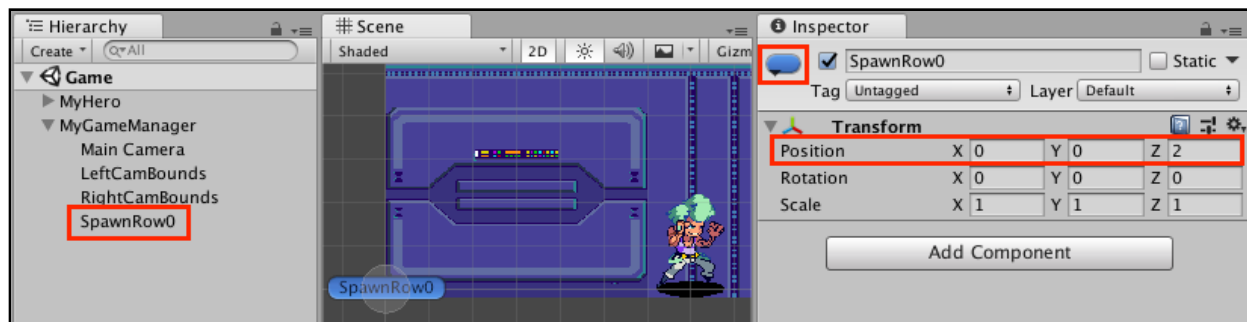 Hierarchy
Create
All
Game
MyHero
MyGameManager
Main Camera
LeftCamBounds
RightCamBounds
SpawnRow0
Scene
Shaded
2D
Gizm
SpawnRow0
Inspector
SpawnRow0
Static
Tag Untagged Layer Default
Transform
Position X 0 Y 0 Z 2
Rotation X 0 Y 0 Z 0
Scale X 1 Y 1 Z 1
Add Component